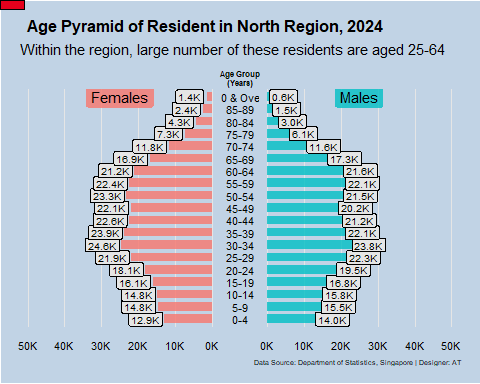 Age Pyramid of Resident in North Region, 2024
Within the region, large number of these residents are aged 25-64
Age Group
(Years)
Females
Males
1.4K 0 & Ove 0.6K
2.4K 85-89 1.5K
4.3K 80-84 3.0K
7.3K 75-79 6.1K
11.8K 70-74 11.6K
16.9K 65-69 17.3K
21.2K 60-64 21.6K
22.4K 55-59 22.1K
23.3K 50-54 21.5K
22.1K 45-49 20.2K
22.6K 40-44 21.2K
23.9K 35-39 22.1K
24.6K 30-34 23.8K
21.9K 25-29 22.3K
18.1K 20-24 19.5K
16.1K 15-19 16.8K
14.8K 10-14 15.8K
14.8K 5-9 15.5K
12.9K 0-4 14.0K
50K 40K 30K 20K 10K 0K 0K 10K 20K 30K 40K 50K
Data Source: Department of Statistics, Singapore | Designer: AT